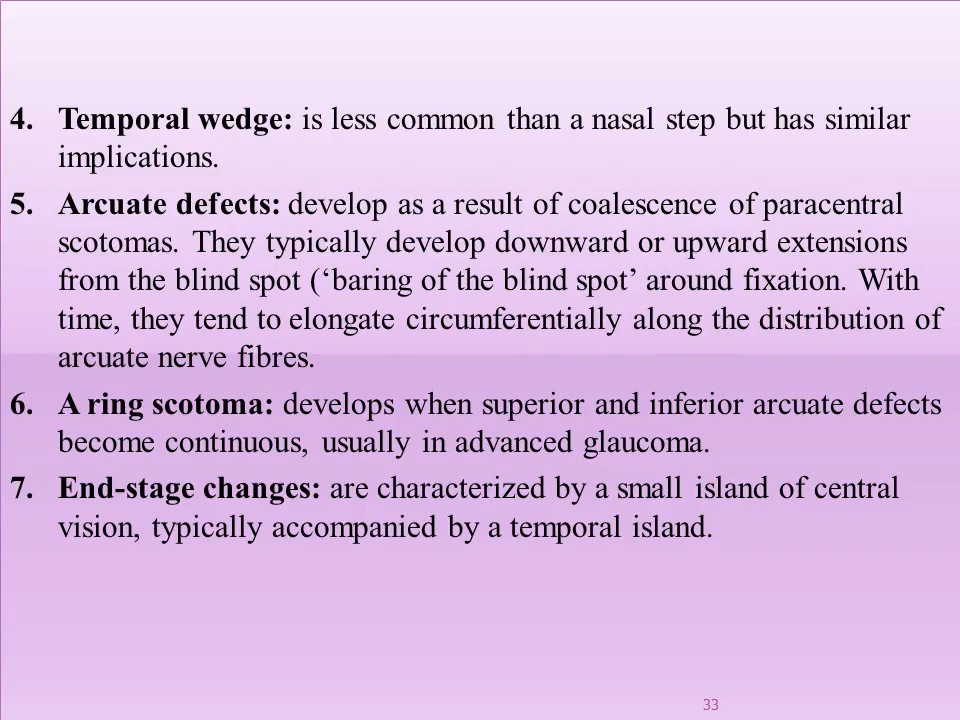 4. Temporal wedge: is less common than a nasal step but has similar
implications.
5. Arcuate defects: develop as a result of coalescence of paracentral
scotomas. They typically develop downward or upward extensions
from the blind spot (‘baring of the blind spot’ around fixation. With
time, they tend to elongate circumferentially along the distribution of
arcuate nerve fibres.
6. A ring scotoma: develops when superior and inferior arcuate defects
become continuous, usually in advanced glaucoma.
7. End-stage changes: are characterized by a small island of central
vision, typically accompanied by a temporal island.
33